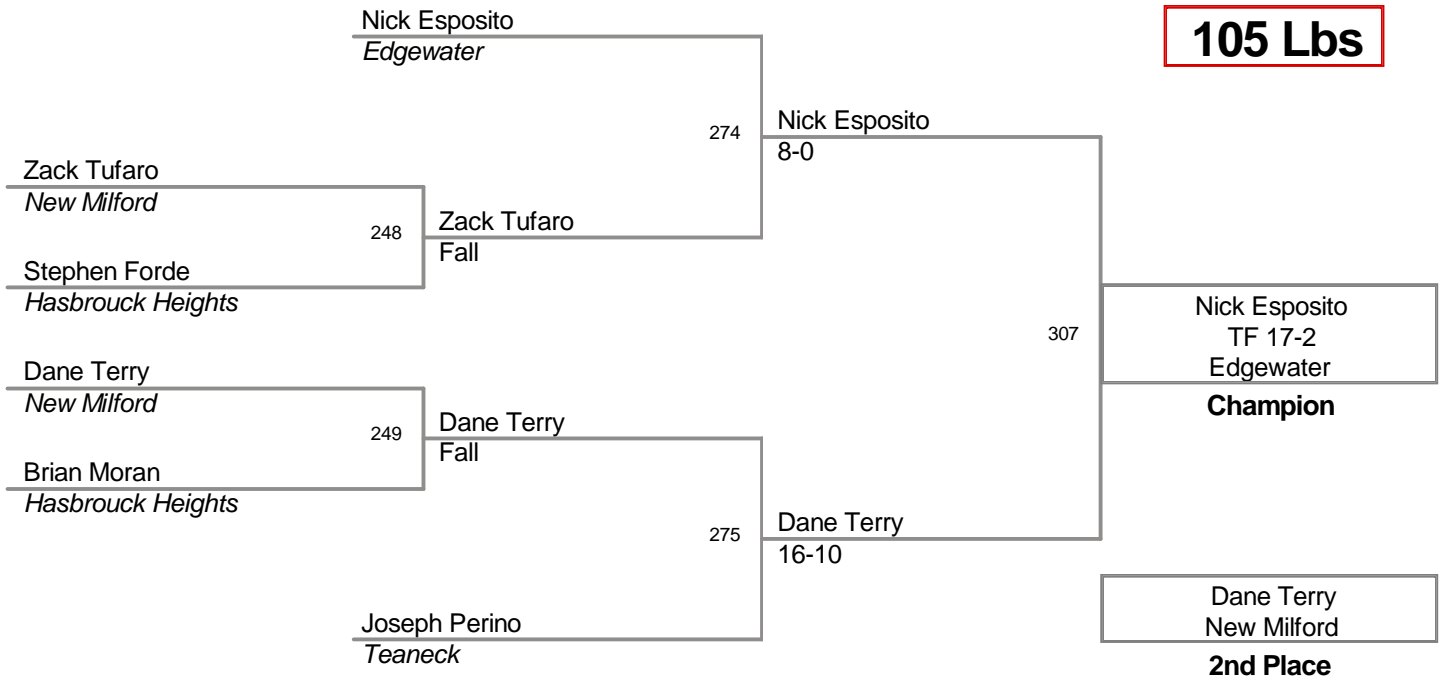 Nick Esposito
Edgewater
105 Lbs
274
Nick Esposito
8-0
Zack Tufaro
New Milford
248
Zack Tufaro
Fall
Stephen Forde
Hasbrouck Heights
307
Nick Esposito
TF 17-2
Edgewater
Champion
Dane Terry
New Milford
249
Dane Terry
Fall
Brian Moran
Hasbrouck Heights
275
Dane Terry
16-10
Joseph Perino
Teaneck
Dane Terry
New Milford
2nd Place